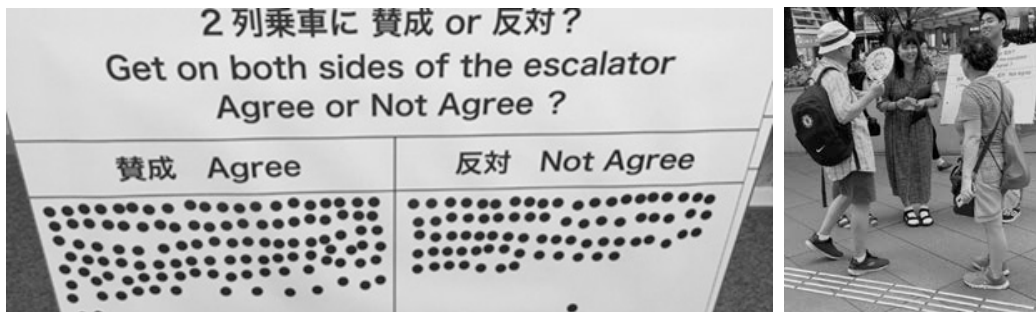 2列乗車に 賛成 or 反対？
Get on both sides of the escalator
Agree or Not Agree ?
賛成 Agree
反対 Not Agree